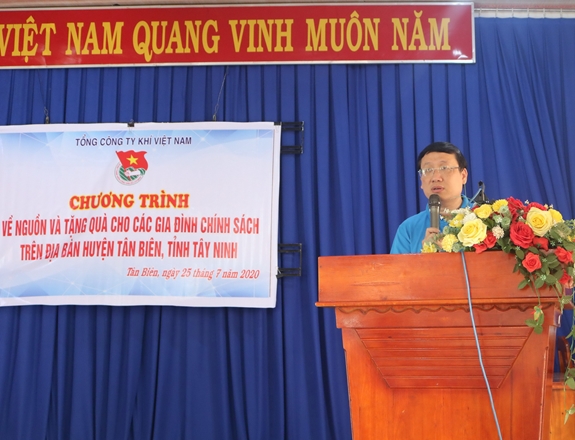 VIỆT NAM QUANG VINH MUÔN NĂM
TỔNG CÔNG TY KHÍ VIỆT NAM
CHƯƠNG TRÌNH
VỀ NGUỒN VÀ TẶNG QUÀ CHO CÁC GIA ĐÌNH CHÍNH SÁCH
TRÊN ĐỊA BÀN HUYỆN TÂN BIÊN, TỈNH TÂY NINH
Tân Biên, ngày 25 tháng 7 năm 2020